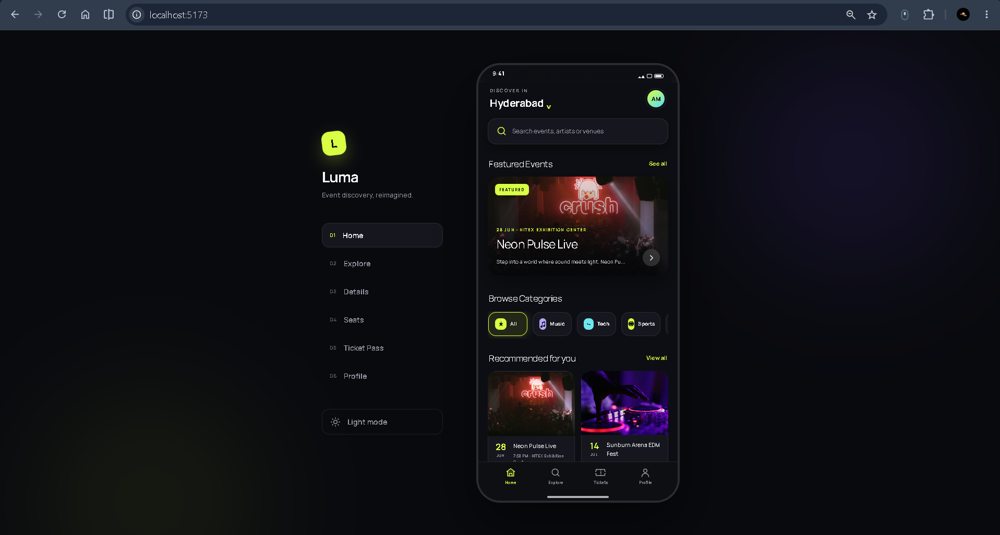 localhost:5173
L
Luma
Event discovery, reimagined.
01 Home
02 Explore
03 Details
04 Seats
05 Ticket Pass
06 Profile
Light mode
9:41
DISCOVER IN
Hyderabad v
AM
Search events, artists or venues
Featured Events
See all
FEATURED
crush
28 JUN · HITEX EXHIBITION CENTER
Neon Pulse Live
Step into a world where sound meets light. Neon Pu...
Browse Categories
All
Music
Tech
Sports
Recommended for you
View all
crush
28 JUN
Neon Pulse Live
7:30 PM · HITEX Exhibition
14 JUL
Sunburn Arena EDM
Fest
Home
Explore
Tickets
Profile